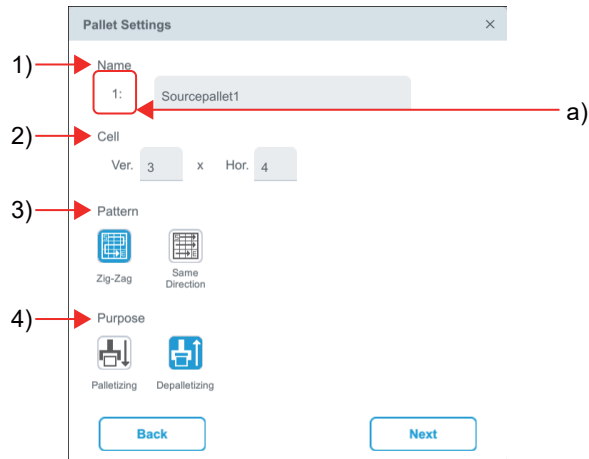 Pallet Settings ×
1) Name
1: Sourcepallet1
a)
2) Cell
Ver. 3 x Hor. 4
3) Pattern
Zig-Zag
Same
Direction
4) Purpose
Palletizing Depalletizing
Back Next